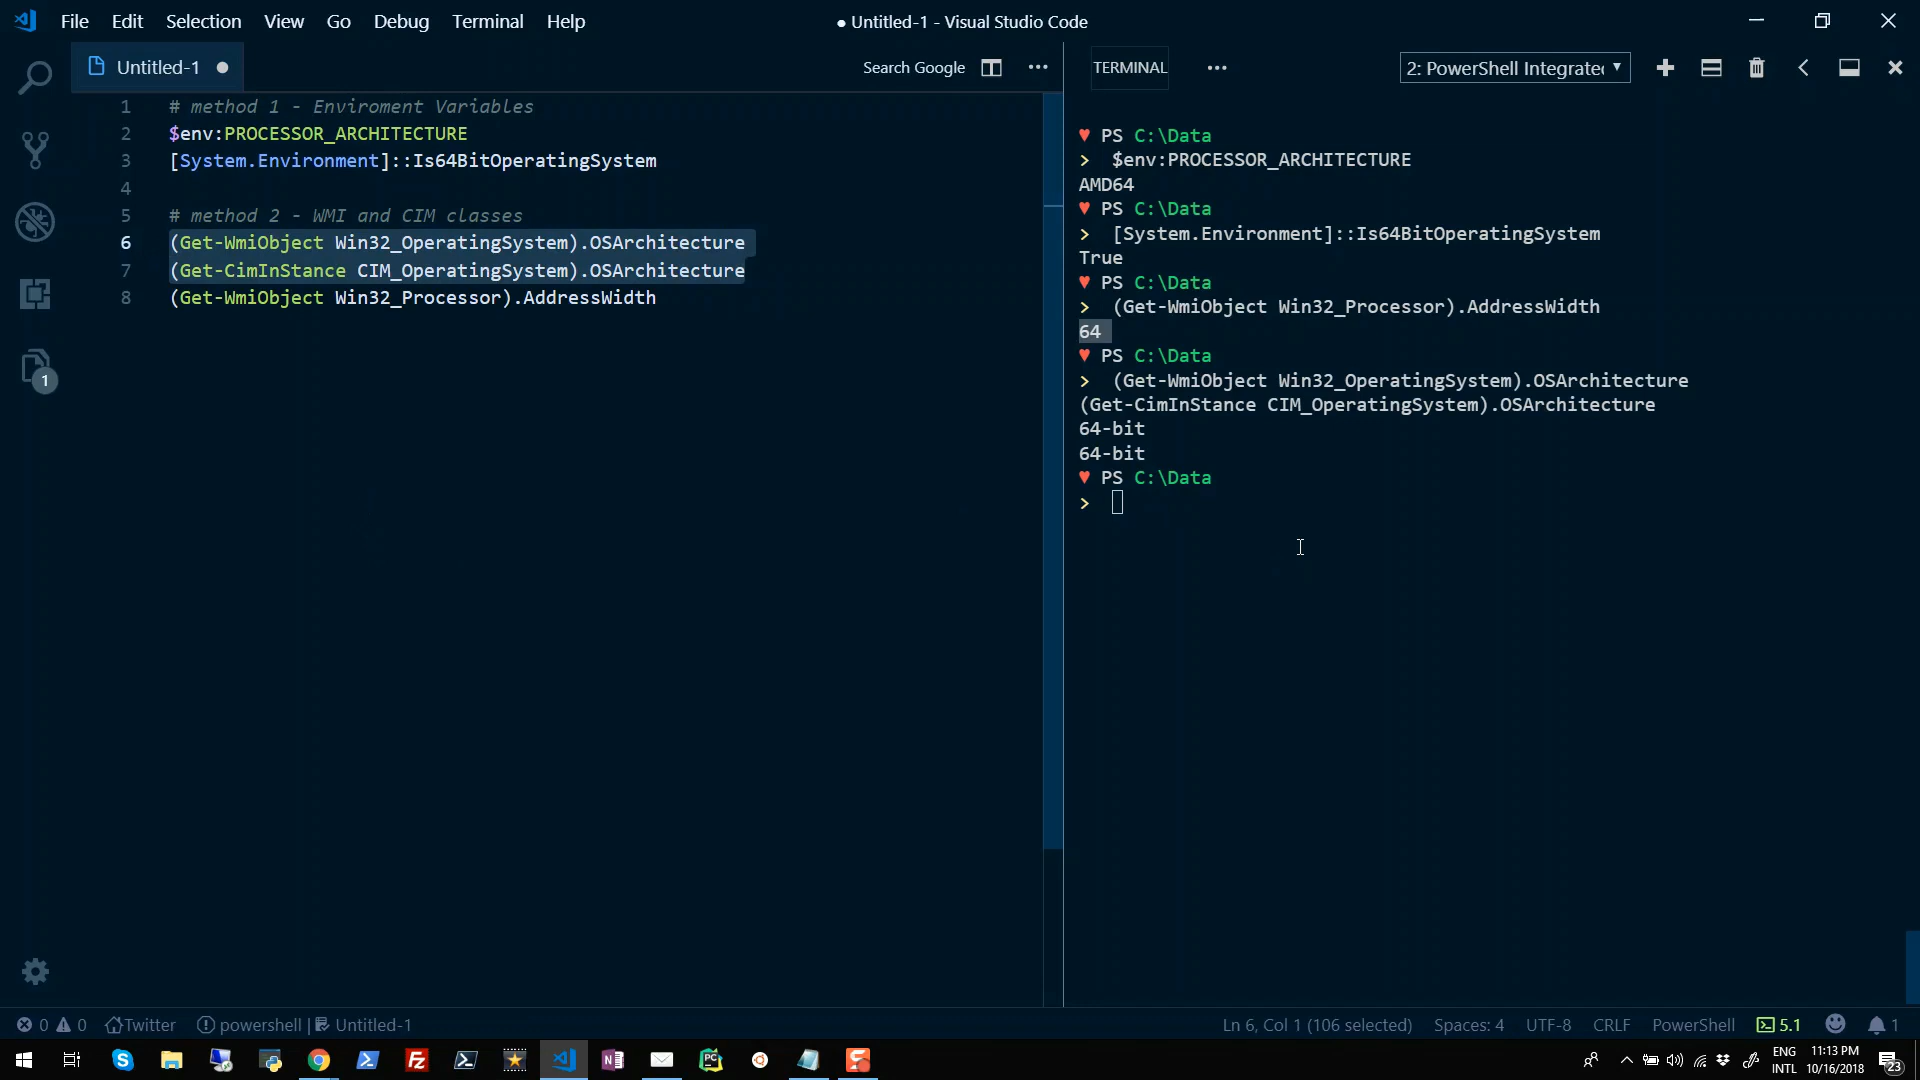 File Edit Selection View Go Debug Terminal Help
● Untitled-1 - Visual Studio Code
Untitled-1 ●
Search Google
1 # method 1 - Enviroment Variables
2 $env:PROCESSOR_ARCHITECTURE
3 [System.Environment]::Is64BitOperatingSystem
4
5 # method 2 - WMI and CIM classes
6 (Get-WmiObject Win32_OperatingSystem).OSArchitecture
7 (Get-CimInStance CIM_OperatingSystem).OSArchitecture
8 (Get-WmiObject Win32_Processor).AddressWidth
1
TERMINAL
2: PowerShell Integrate
♥ PS C:\Data
> $env:PROCESSOR_ARCHITECTURE
AMD64
♥ PS C:\Data
> [System.Environment]::Is64BitOperatingSystem
True
♥ PS C:\Data
> (Get-WmiObject Win32_Processor).AddressWidth
64
♥ PS C:\Data
> (Get-WmiObject Win32_OperatingSystem).OSArchitecture
(Get-CimInStance CIM_OperatingSystem).OSArchitecture
64-bit
64-bit
♥ PS C:\Data
>
0 0 Twitter powershell | Untitled-1
Ln 6, Col 1 (106 selected) Spaces: 4 UTF-8 CRLF PowerShell 5.1 1
ENG 11:13 PM
INTL 10/16/2018 23